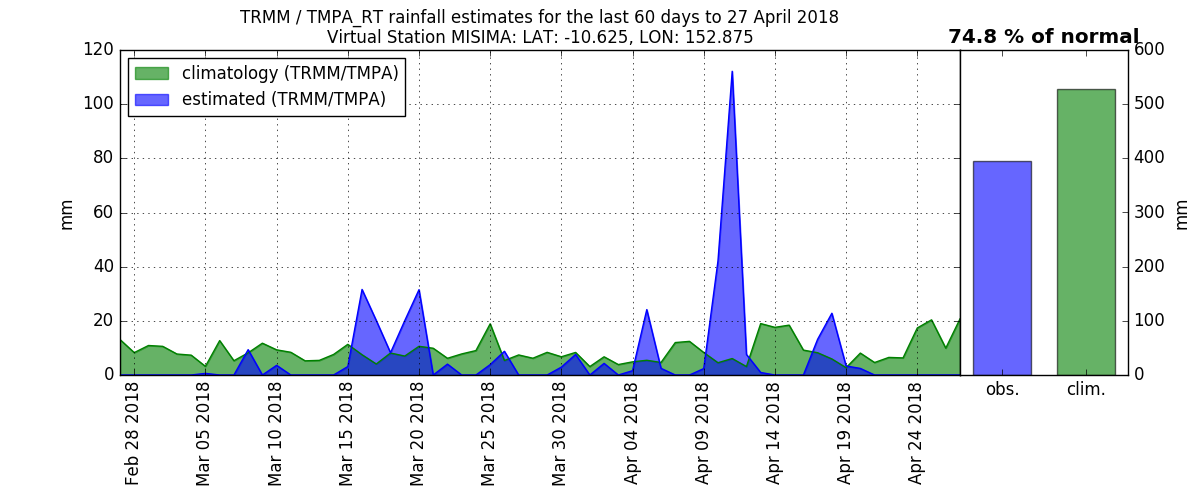 TRMM / TMPA_RT rainfall estimates for the last 60 days to 27 April 2018
Virtual Station MISIMA: LAT: -10.625, LON: 152.875
74.8 % of normal
climatology (TRMM/TMPA)
estimated (TRMM/TMPA)
mm
120
100
80
60
40
20
0
Feb 28 2018
Mar 05 2018
Mar 10 2018
Mar 15 2018
Mar 20 2018
Mar 25 2018
Mar 30 2018
Apr 04 2018
Apr 09 2018
Apr 14 2018
Apr 19 2018
Apr 24 2018
obs.
clim.
600
500
400
300
200
100
0
mm